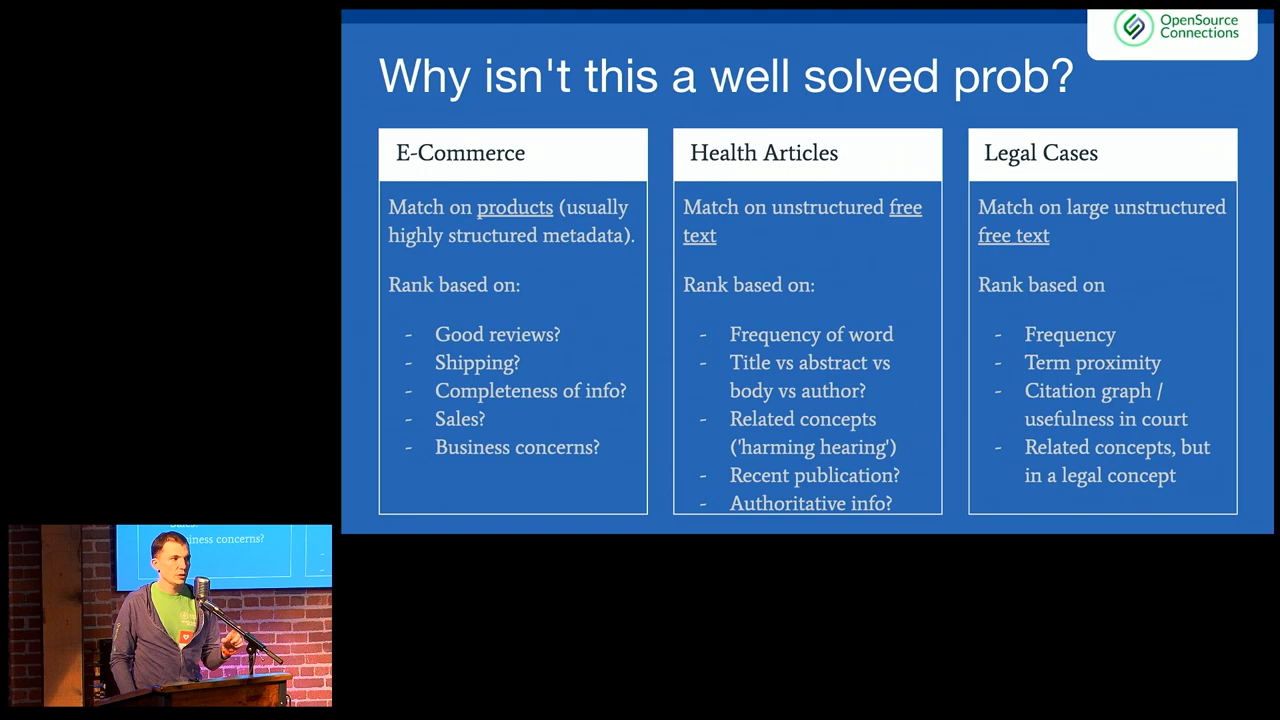 OpenSource
Connections
Why isn't this a well solved prob?
E-Commerce
Match on products (usually
highly structured metadata).
Rank based on:
- Good reviews?
- Shipping?
- Completeness of info?
- Sales?
- Business concerns?
Health Articles
Match on unstructured free
text
Rank based on:
- Frequency of word
- Title vs abstract vs
body vs author?
- Related concepts
('harming hearing')
- Recent publication?
- Authoritative info?
Legal Cases
Match on large unstructured
free text
Rank based on
- Frequency
- Term proximity
- Citation graph /
usefulness in court
- Related concepts, but
in a legal concept
concerns?